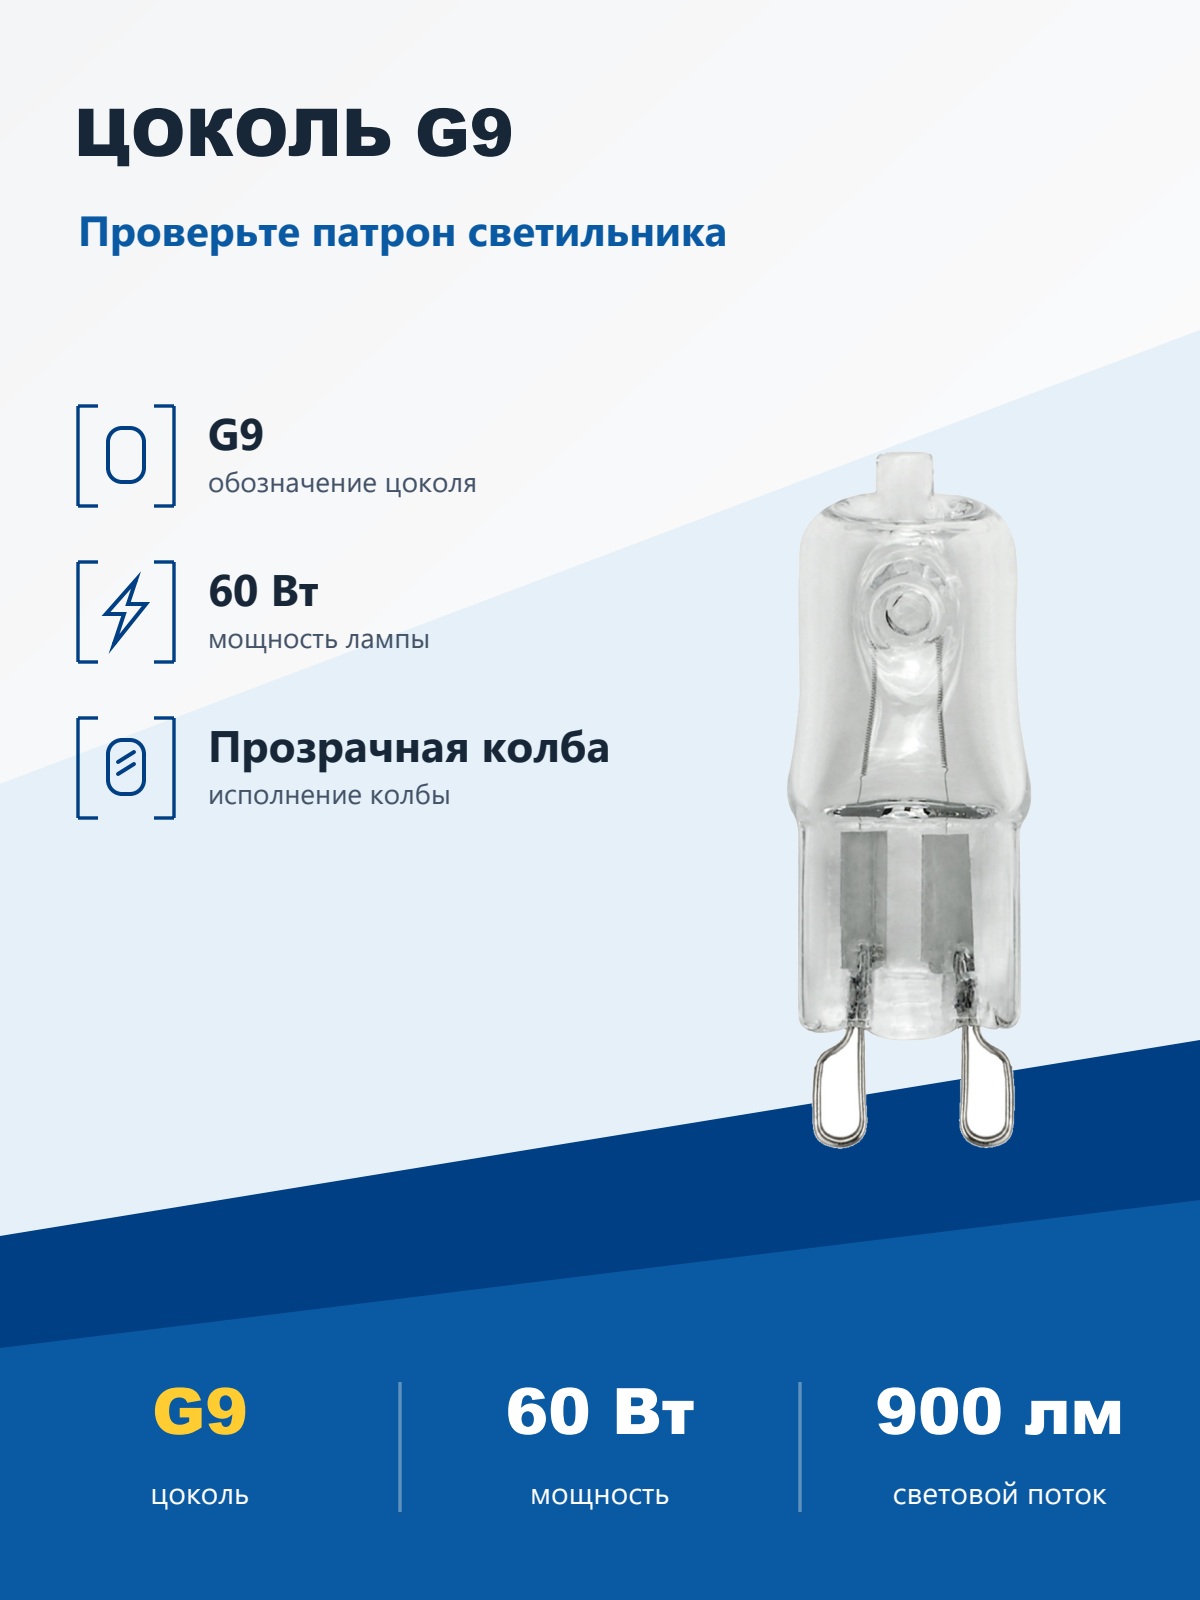 ЦОКОЛЬ G9
Проверьте патрон светильника
G9
обозначение цоколя
60 Вт
мощность лампы
Прозрачная колба
исполнение колбы
G9
60 Вт
900 лм
цоколь
мощность
световой поток